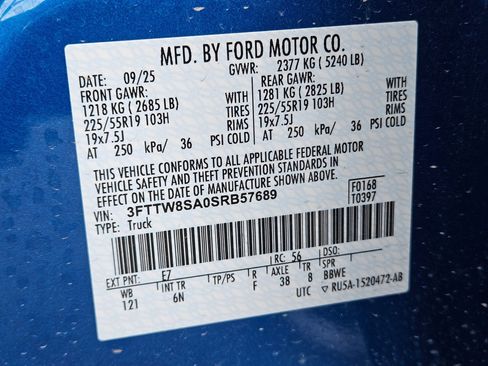 MFD. BY FORD MOTOR CO.
DATE: 09/25 GVWR: 2377 KG ( 5240 LB)
FRONT GAWR: REAR GAWR:
1218 KG ( 2685 LB) WITH 1281 KG ( 2825 LB) WITH
225/55R19 103H TIRES 225/55R19 103H TIRES
19x7.5J RIMS 19x7.5J RIMS
AT 250 kPa/ 36 PSI COLD AT 250 kPa/ 36 PSI COLD
THIS VEHICLE CONFORMS TO ALL APPLICABLE FEDERAL MOTOR
VEHICLE SAFETY AND THEFT PREVENTION STANDARDS IN
EFFECT ON THE DATE OF MANUFACTURE SHOWN ABOVE.
VIN: 3FTTW8SA0SRB57689 F0168
TYPE: Truck T0397
RC: 56 DSO:
EXT PNT: E7
WB INT TR TP/PS R AXLE TR SPR
121 6N F 38 8 BBWE
UTC ▽ RU5A-1520472-AB